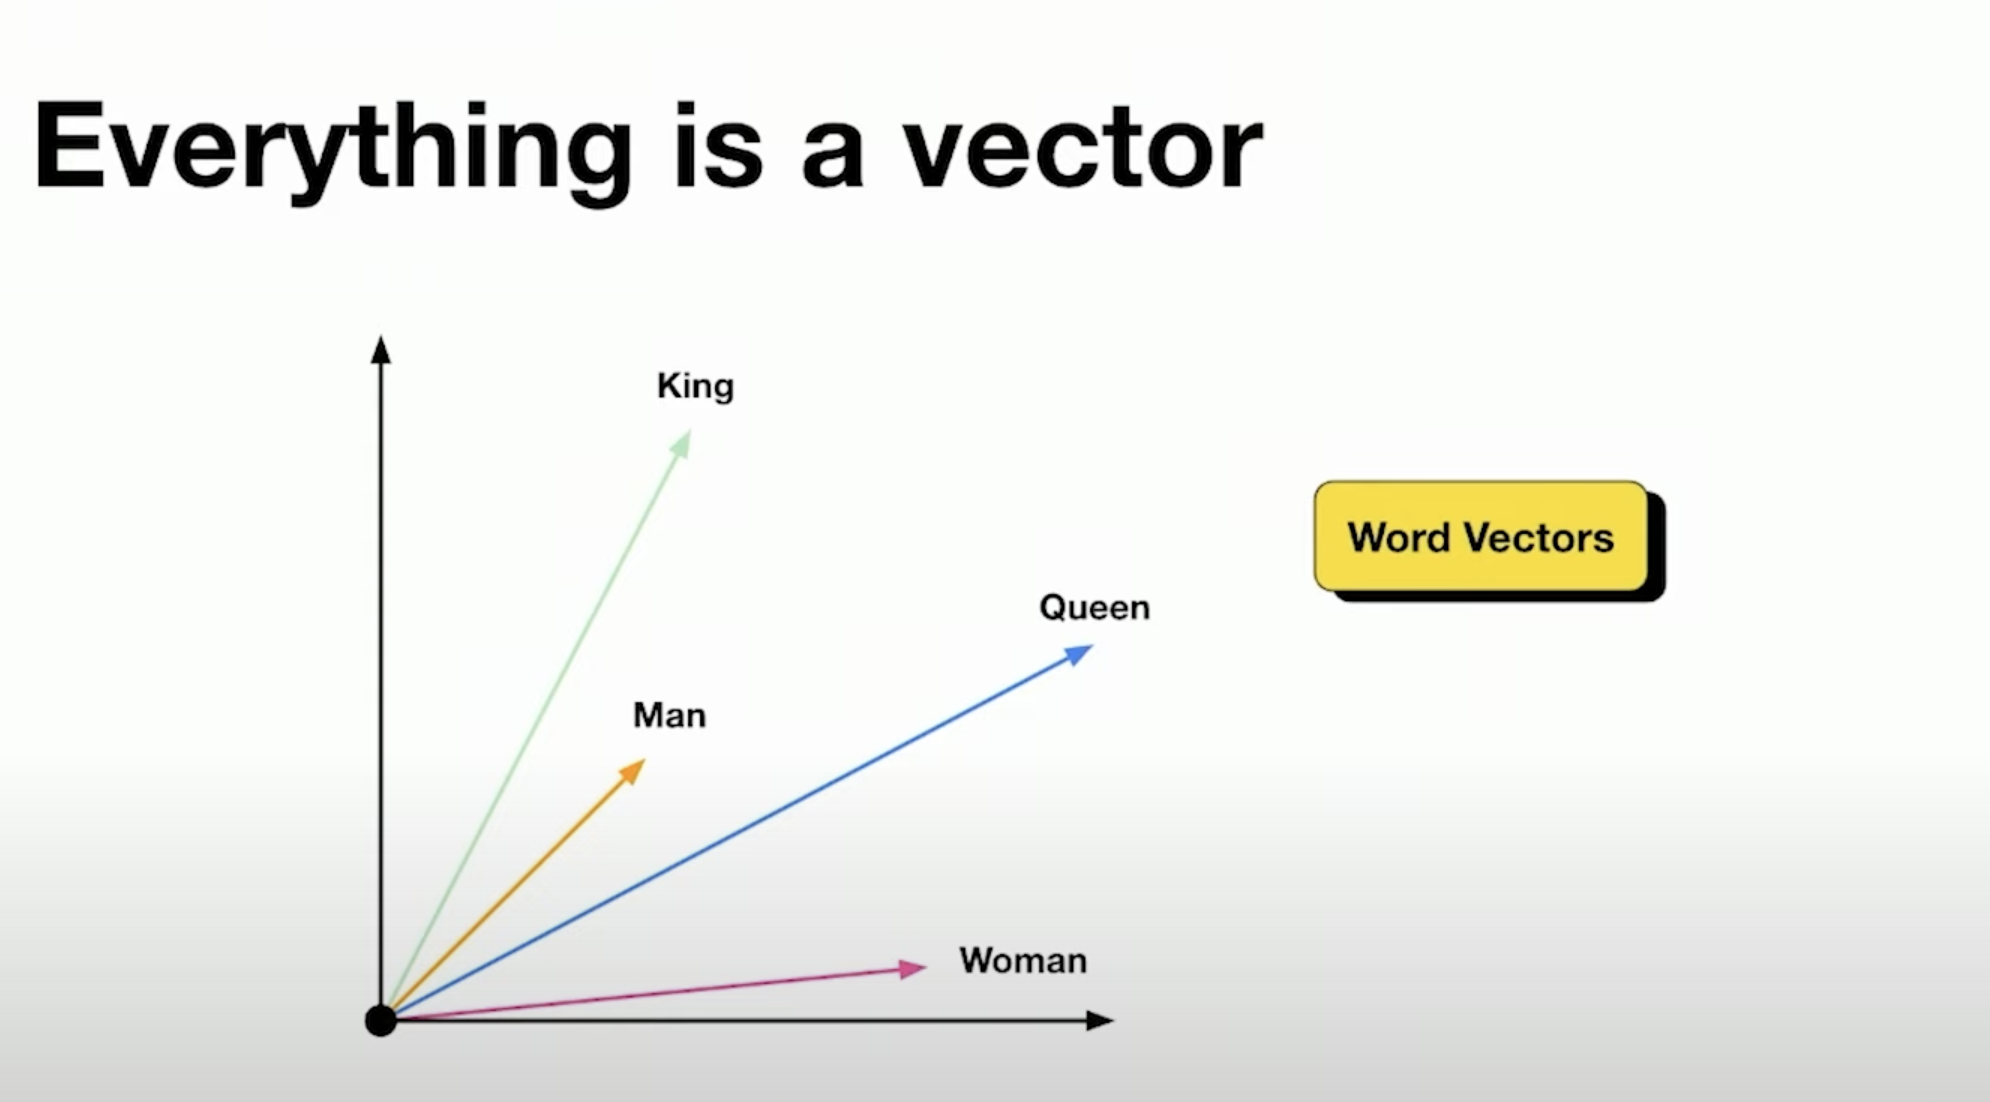 Everything is a vector
King
Word Vectors
Queen
Man
Woman